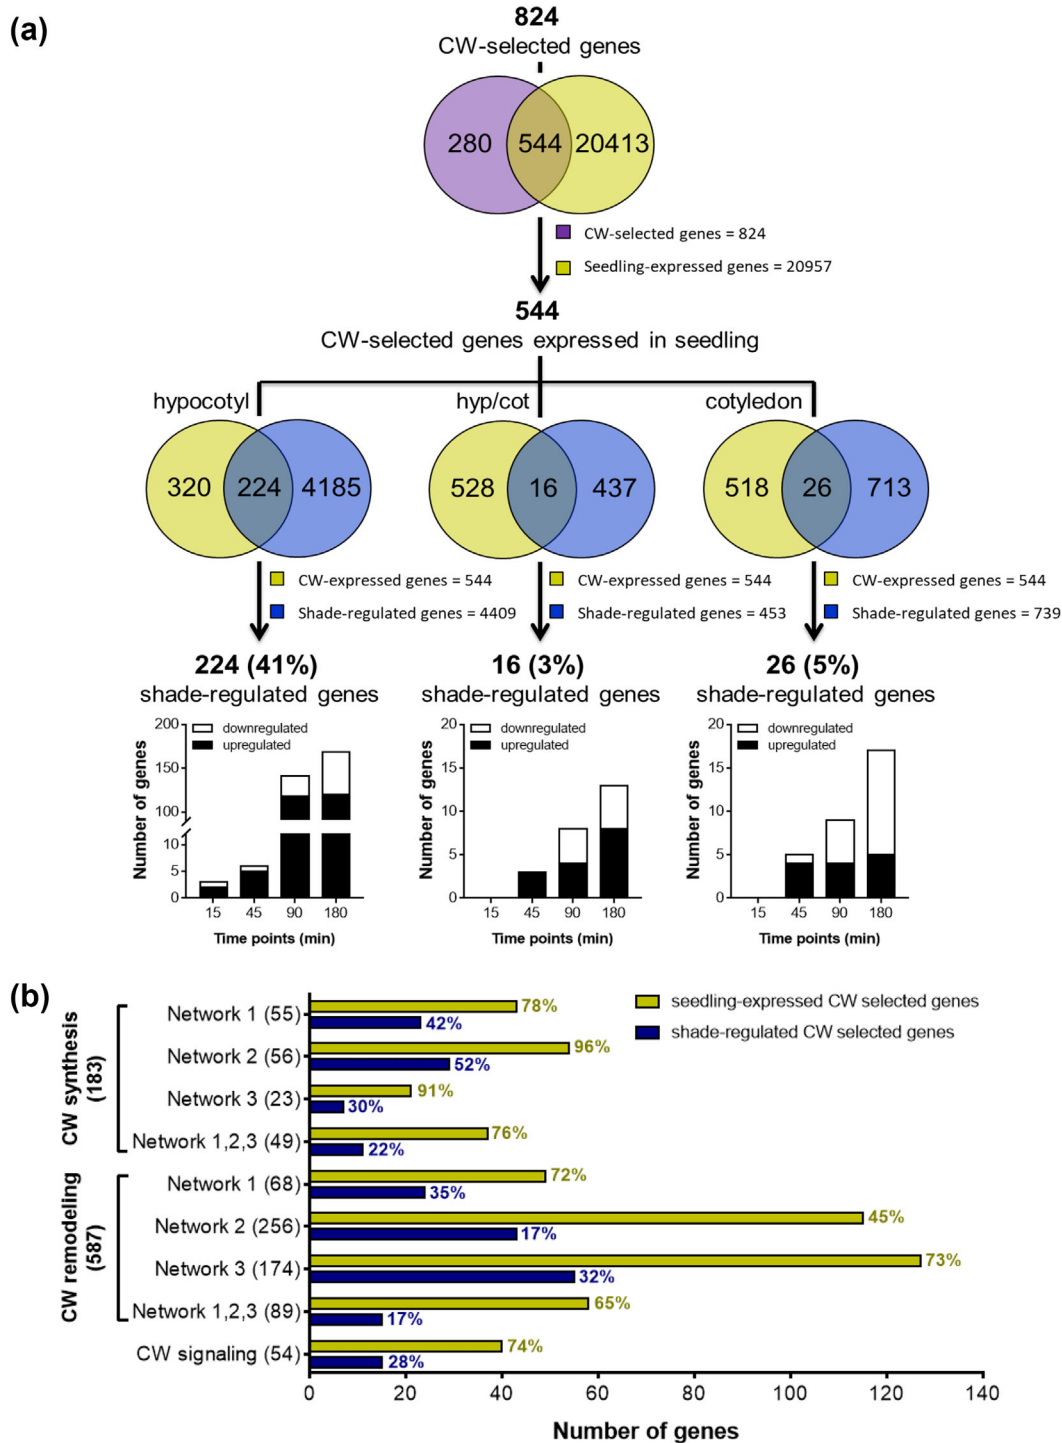 (a)
824
CW-selected genes
280 544 20413
CW-selected genes = 824
Seedling-expressed genes = 20957
544
CW-selected genes expressed in seedling
hypocotyl hyp/cot cotyledon
320 224 4185 528 16 437 518 26 713
CW-expressed genes = 544 CW-expressed genes = 544 CW-expressed genes = 544
Shade-regulated genes = 4409 Shade-regulated genes = 453 Shade-regulated genes = 739
224 (41%) 16 (3%) 26 (5%)
shade-regulated genes shade-regulated genes shade-regulated genes
Number of genes
200
150
100
10
5
0
downregulated
upregulated
15 45 90 180
Time points (min)
Number of genes
20
15
10
5
0
downregulated
upregulated
15 45 90 180
Time points (min)
Number of genes
20
15
10
5
0
downregulated
upregulated
15 45 90 180
Time points (min)
(b)
seedling-expressed CW selected genes
shade-regulated CW selected genes
CW synthesis
(183)
Network 1 (55) 78%
42%
Network 2 (56) 96%
52%
Network 3 (23) 91%
30%
Network 1,2,3 (49) 76%
22%
CW remodeling
(587)
Network 1 (68) 72%
35%
Network 2 (256) 45%
17%
Network 3 (174) 73%
32%
Network 1,2,3 (89) 65%
17%
CW signaling (54) 74%
28%
0 20 40 60 80 100 120 140
Number of genes